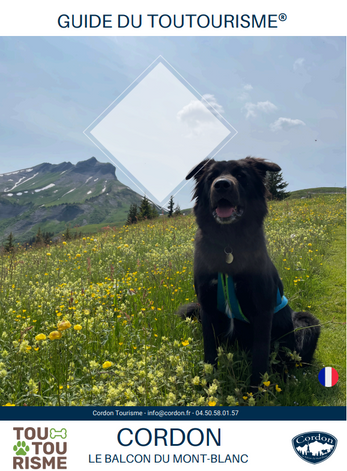 GUIDE DU TOUTOURISME®
Cordon Tourisme - info@cordon.fr - 04.50.58.01.57
TOU
TOU
RISME
CORDON
LE BALCON DU MONT-BLANC
Cordon